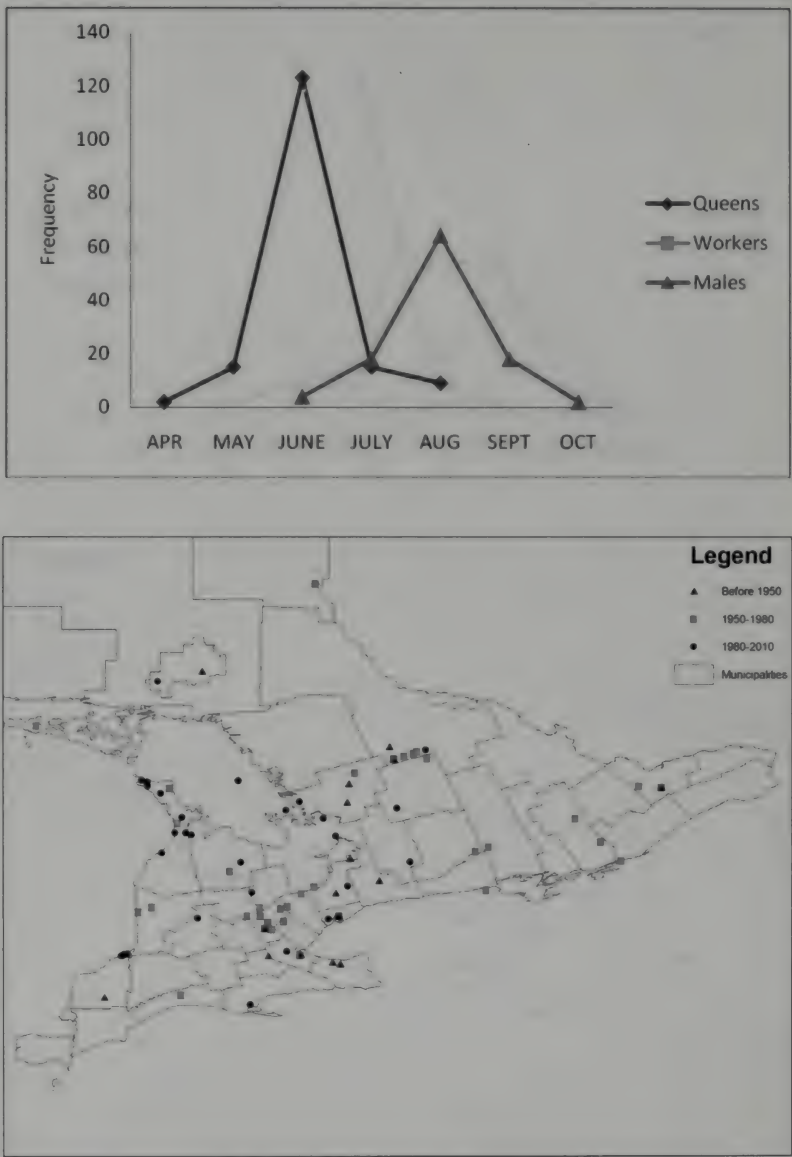 140
120
100
80
60
40
20
0
Frequency
APR MAY JUNE JULY AUG SEPT OCT
Queens
Workers
Males
Legend
Before 1950
1950-1980
1980-2010
Municipalities